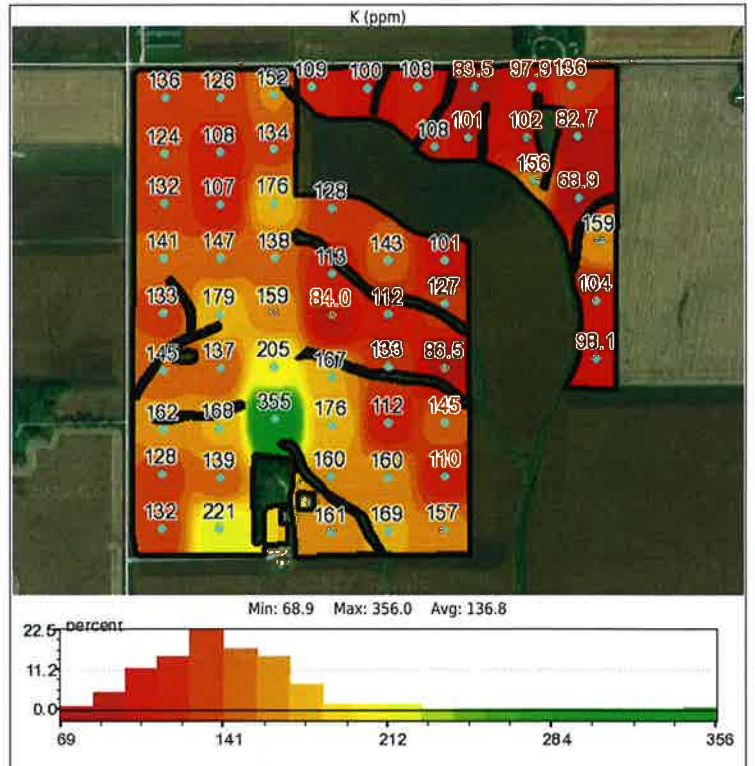 K (ppm)
136 126 152 109 100 108 83.5 97.9 136
124 108 134 108 101 102 82.7
156
132 107 176 128 68.9
159
141 147 138 113 143 101
133 179 159 84.0 112 127 104
145 137 205 167 133 86.5 98.1
162 168 355 176 112 145
128 139 160 160 110
132 221 161 169 157
Min: 68.9 Max: 356.0 Avg: 136.8
percent
22.5
11.2
0.0
69 141 212 284 356